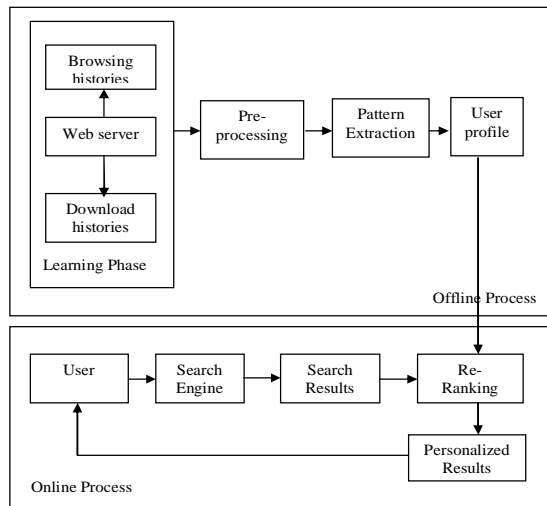 Browsing
histories
Web server
Download
histories
Learning Phase
Pre-
processing
Pattern
Extraction
User
profile
Offline Process
User
Search
Engine
Search
Results
Re-
Ranking
Personalized
Results
Online Process